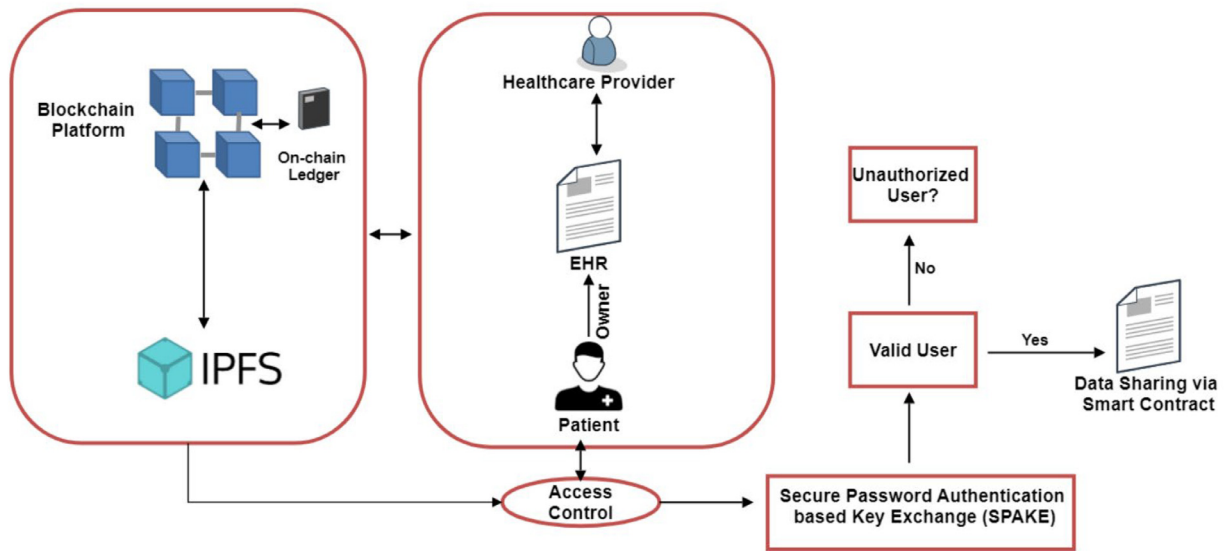 Blockchain
Platform
On-chain
Ledger
IPFS
Healthcare Provider
EHR
Owner
Patient
Access
Control
Secure Password Authentication
based Key Exchange (SPAKE)
Valid User
No
Unauthorized
User?
Yes
Data Sharing via
Smart Contract